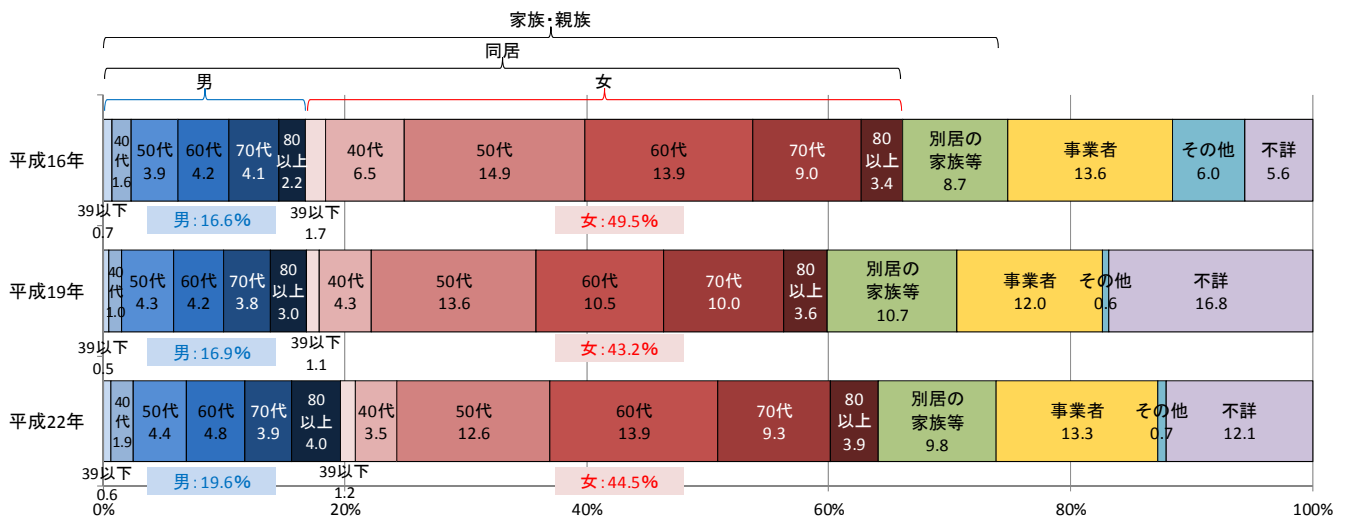 家族・親族
同居
男
女
平成16年
40
代
1.6
50代
3.9
60代
4.2
70代
4.1
80
以上
2.2
40代
6.5
50代
14.9
60代
13.9
70代
9.0
80
以上
3.4
別居の
家族等
8.7
事業者
13.6
その他
6.0
不詳
5.6
39以下
0.7
男：16.6%
39以下
1.7
女：49.5%
平成19年
40
代
1.0
50代
4.3
60代
4.2
70代
3.8
80
以上
3.0
40代
4.3
50代
13.6
60代
10.5
70代
10.0
80
以上
3.6
別居の
家族等
10.7
事業者
12.0
その他
0.6
不詳
16.8
39以下
0.5
男：16.9%
39以下
1.1
女：43.2%
平成22年
40
代
1.9
50代
4.4
60代
4.8
70代
3.9
80
以上
4.0
40代
3.5
50代
12.6
60代
13.9
70代
9.3
80
以上
3.9
別居の
家族等
9.8
事業者
13.3
その他
0.7
不詳
12.1
39以下
0.6
男：19.6%
39以下
1.2
女：44.5%
0%
20%
40%
60%
80%
100%